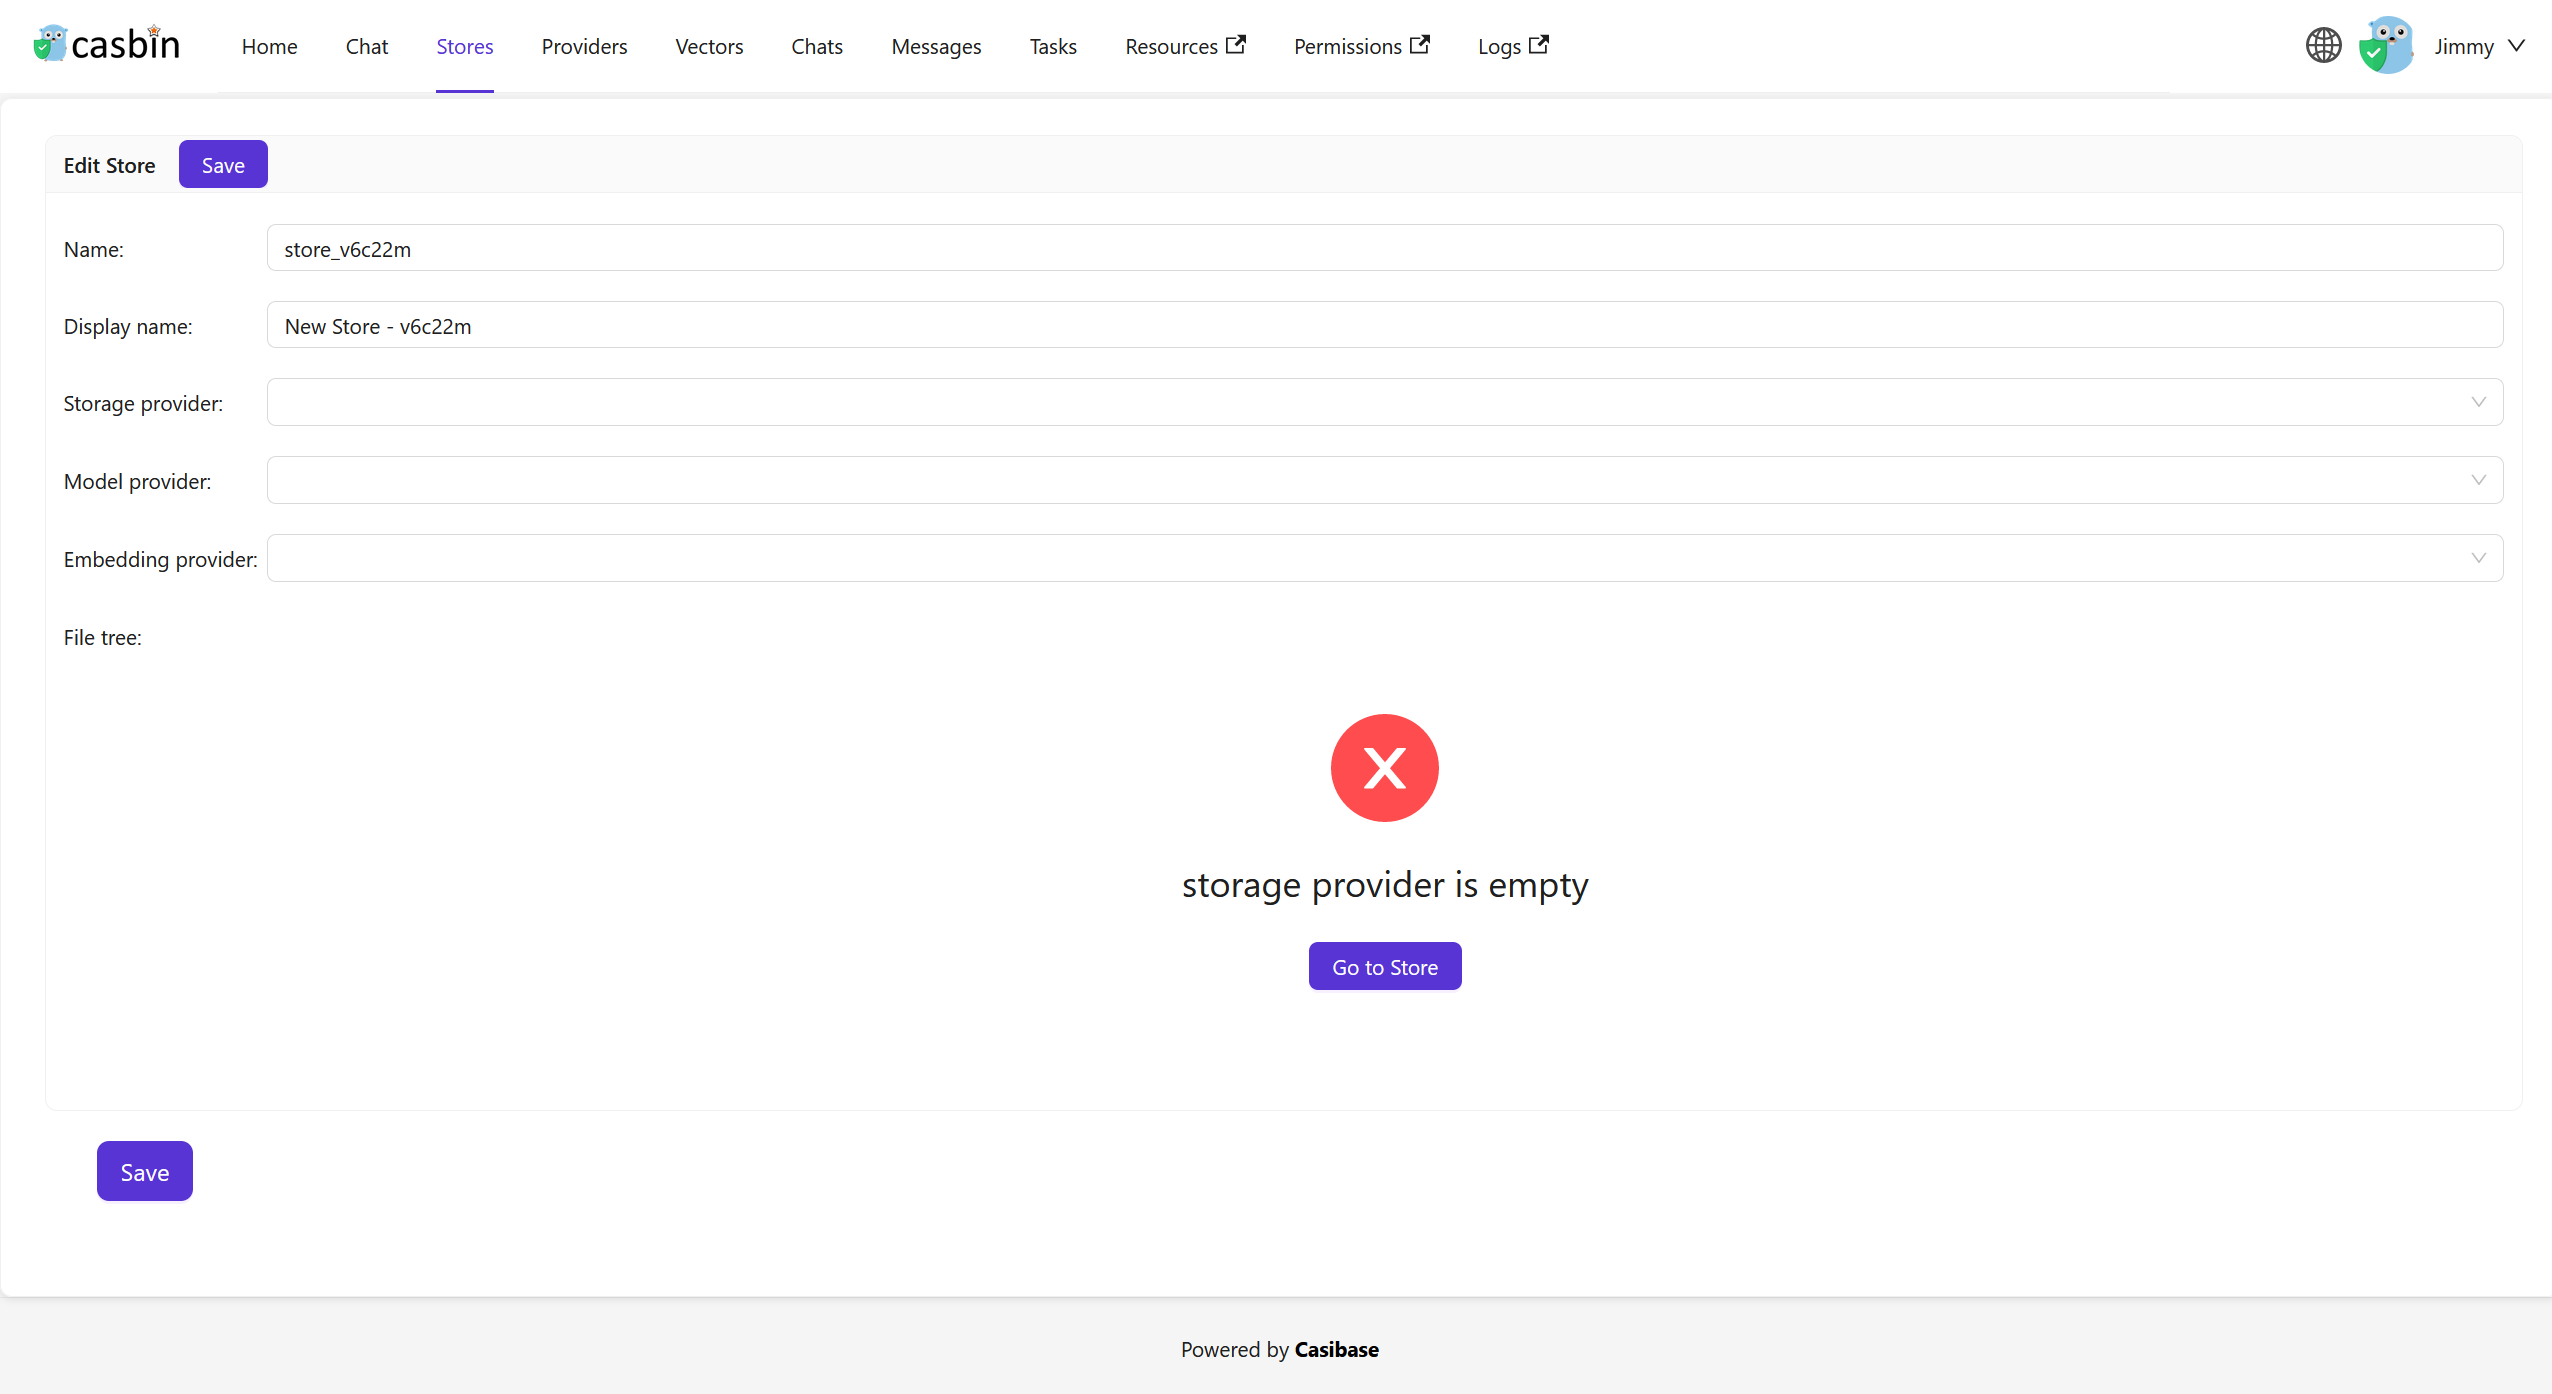 casbin Home Chat Stores Providers Vectors Chats Messages Tasks Resources Permissions Logs Jimmy
Edit Store Save
Name: store_v6c22m
Display name: New Store - v6c22m
Storage provider:
Model provider:
Embedding provider:
File tree:
storage provider is empty
Go to Store
Save
Powered by Casibase